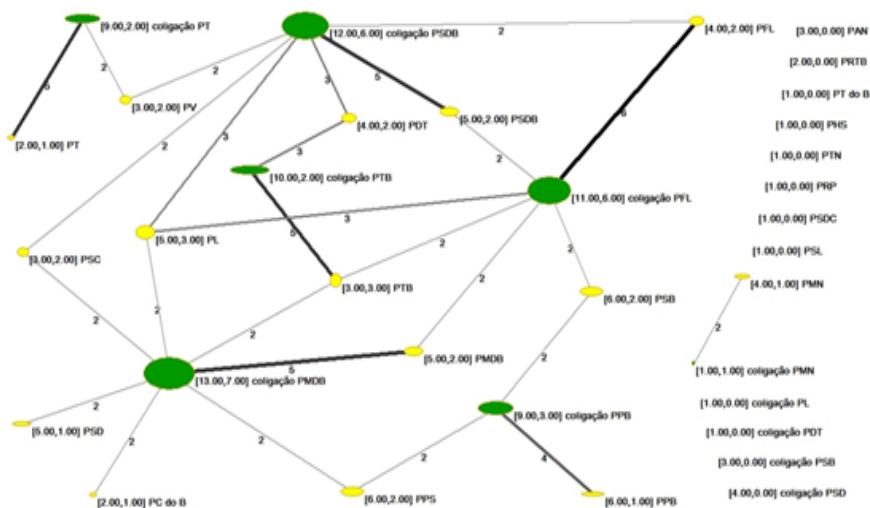 [9.00,2.00] coligação PT
[12.00,6.00] coligação PSDB
2
[4.00,2.00] PFL
[3.00,0.00] PAN
[2.00,0.00] PRTB
5
2
2
3
5
[3.00,2.00] PV
[4.00,2.00] PDT
[5.00,2.00] PSDB
6
[1.00,0.00] PT do B
[2.00,1.00] PT
2
3
3
2
[1.00,0.00] PHS
[1.00,0.00] PTN
[10.00,2.00] coligação PTB
[11.00,6.00] coligação PFL
[1.00,0.00] PRP
3
[1.00,0.00] PSDC
5
[5.00,3.00] PL
2
2
[1.00,0.00] PSL
[3.00,2.00] PSC
[3.00,3.00] PTB
2
[6.00,2.00] PSB
[4.00,1.00] PMN
2
2
2
2
[5.00,2.00] PMDB
2
5
[13.00,7.00] coligação PMDB
[1.00,1.00] coligação PMN
2
[9.00,3.00] coligação PPB
[1.00,0.00] coligação PL
[5.00,1.00] PSD
2
2
2
4
[1.00,0.00] coligação PDT
[3.00,0.00] coligação PSB
[2.00,1.00] PC do B
[6.00,2.00] PPS
[6.00,1.00] PPB
[4.00,0.00] coligação PSD